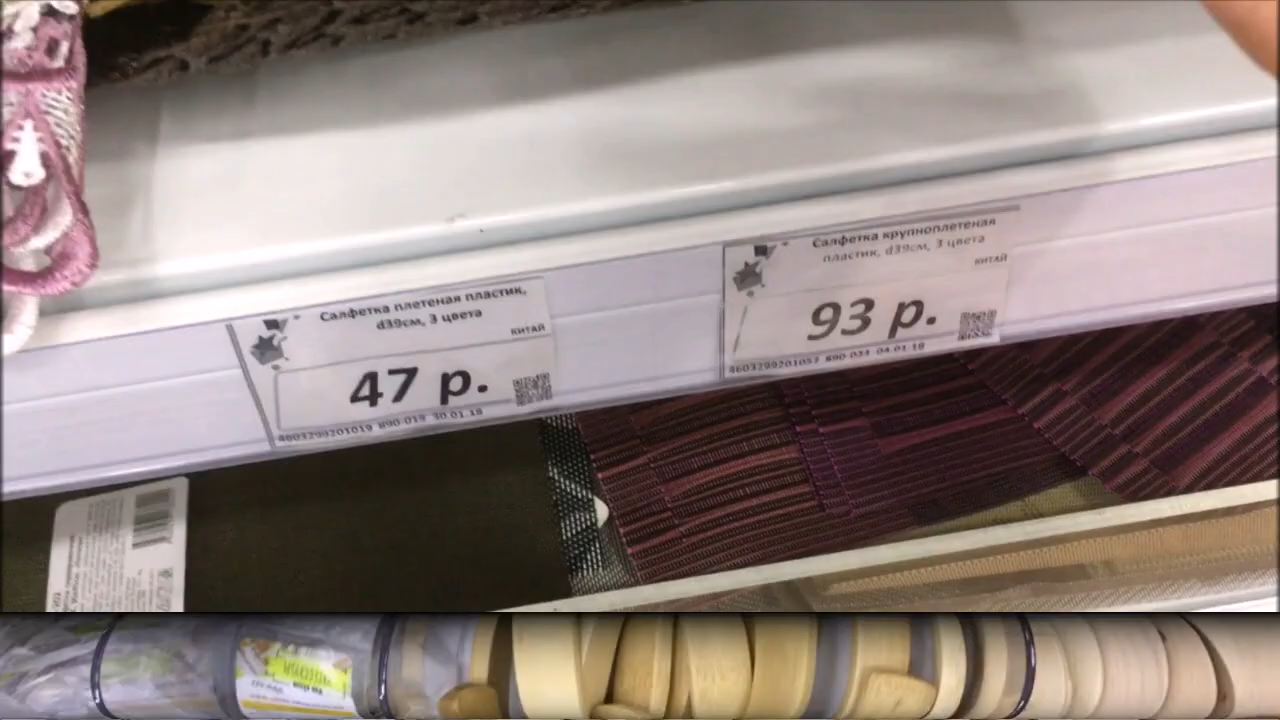 Салфетка плетеная пластик,
d39см, 3 цвета
КИТАЙ
47 р.
4603299201019 890-019 30.01.18
Салфетка крупноплетеная
пластик, d39см, 3 цвета
КИТАЙ
93 р.
4603299201057 890-034 04.01.18